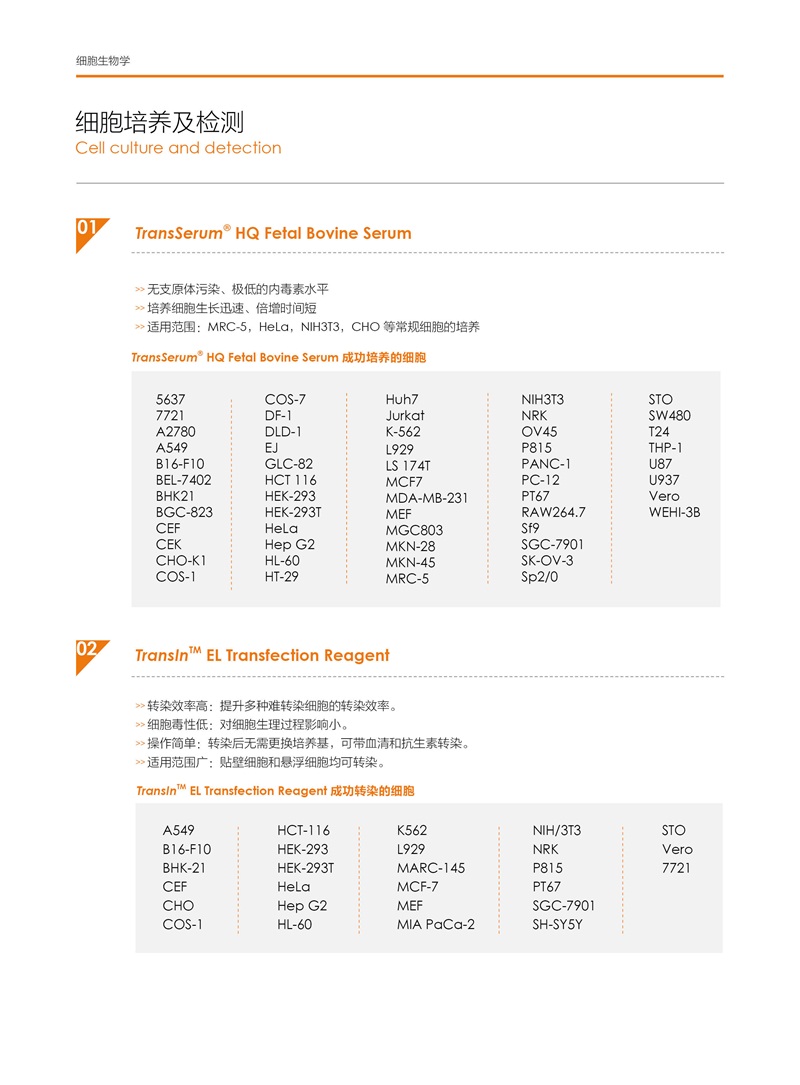 细胞生物学
细胞培养及检测
Cell culture and detection
01
TransSerum® HQ Fetal Bovine Serum
>> 无支原体污染、极低的内毒素水平
>> 培养细胞生长迅速、倍增时间短
>> 适用范围：MRC-5，HeLa，NIH3T3，CHO 等常规细胞的培养
TransSerum® HQ Fetal Bovine Serum 成功培养的细胞
5637
7721
A2780
A549
B16-F10
BEL-7402
BHK21
BGC-823
CEF
CEK
CHO-K1
COS-1
COS-7
DF-1
DLD-1
EJ
GLC-82
HCT 116
HEK-293
HEK-293T
HeLa
Hep G2
HL-60
HT-29
Huh7
Jurkat
K-562
L929
LS 174T
MCF7
MDA-MB-231
MEF
MGC803
MKN-28
MKN-45
MRC-5
NIH3T3
NRK
OV45
P815
PANC-1
PC-12
PT67
RAW264.7
Sf9
SGC-7901
SK-OV-3
Sp2/0
STO
SW480
T24
THP-1
U87
U937
Vero
WEHI-3B
02
TransIn™ EL Transfection Reagent
>> 转染效率高：提升多种难转染细胞的转染效率。
>> 细胞毒性低：对细胞生理过程影响小。
>> 操作简单：转染后无需更换培养基，可带血清和抗生素转染。
>> 适用范围广：贴壁细胞和悬浮细胞均可转染。
TransIn™ EL Transfection Reagent 成功转染的细胞
A549
B16-F10
BHK-21
CEF
CHO
COS-1
HCT-116
HEK-293
HEK-293T
HeLa
Hep G2
HL-60
K562
L929
MARC-145
MCF-7
MEF
MIA PaCa-2
NIH/3T3
NRK
P815
PT67
SGC-7901
SH-SY5Y
STO
Vero
7721